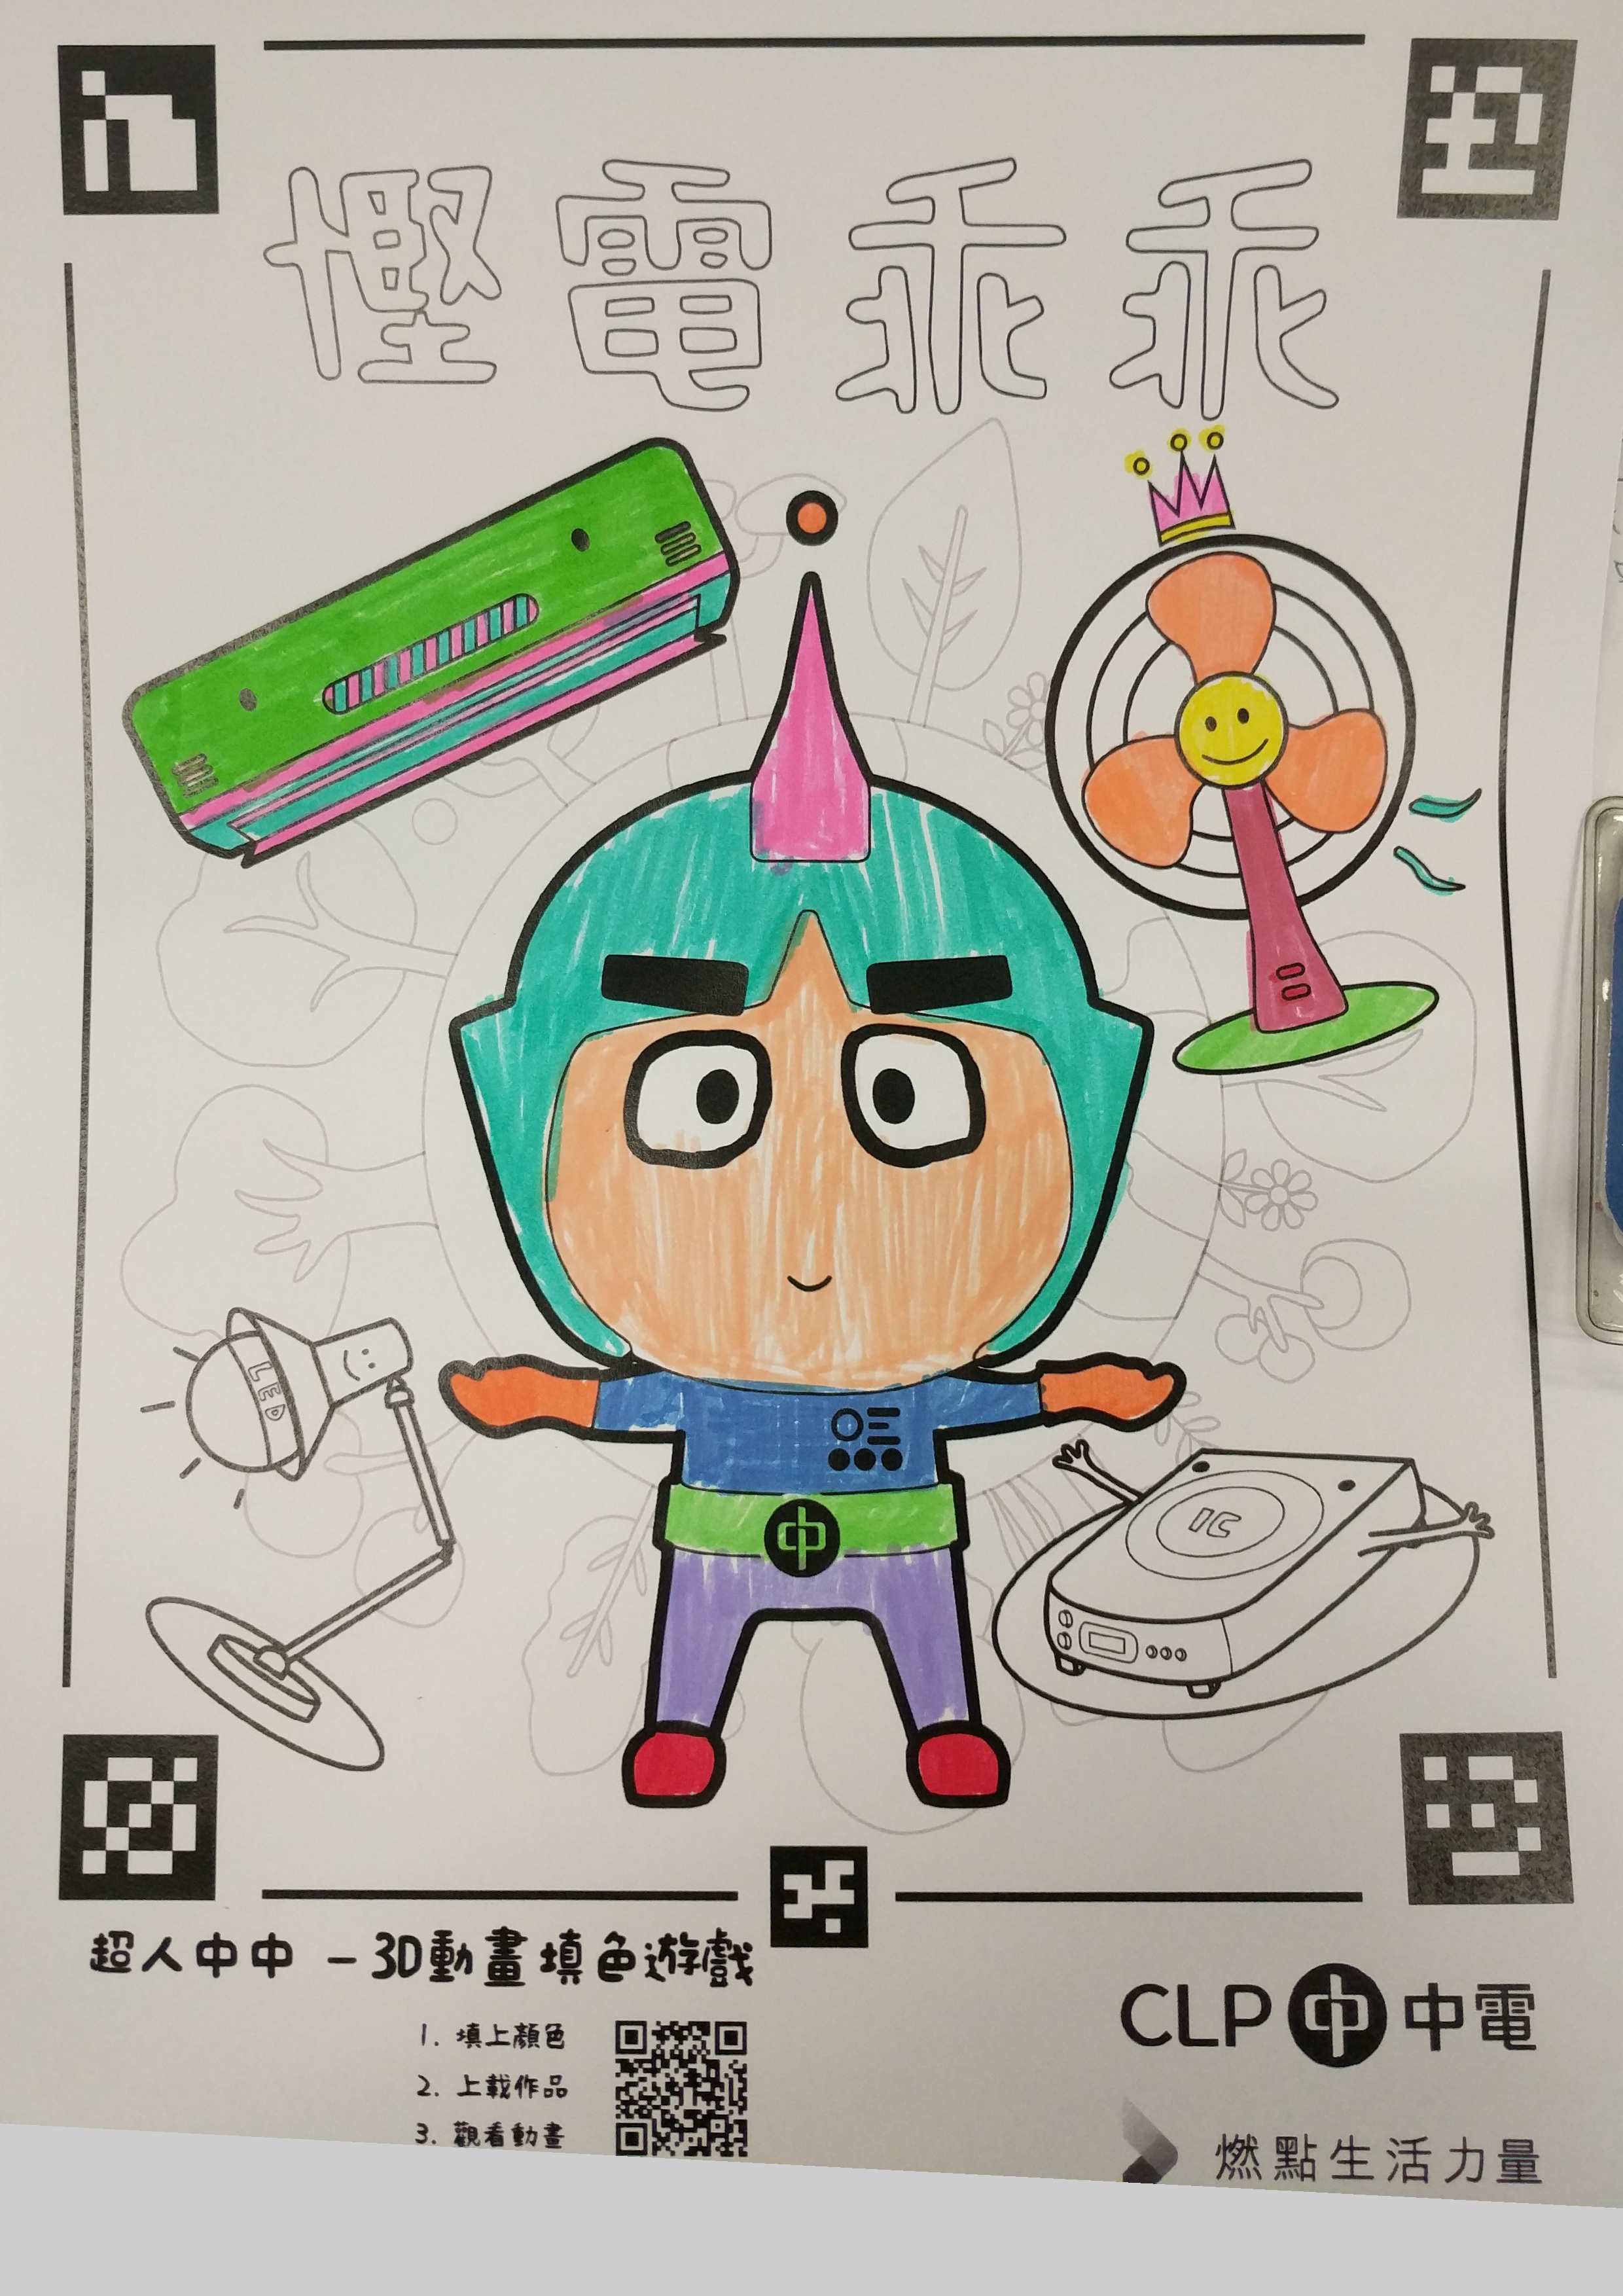 慳電乖乖
LED
IC
中
超人中中 - 3D動畫填色遊戲
1. 填上顏色
2. 上載作品
3. 觀看動畫
CLP 中電
燃點生活力量